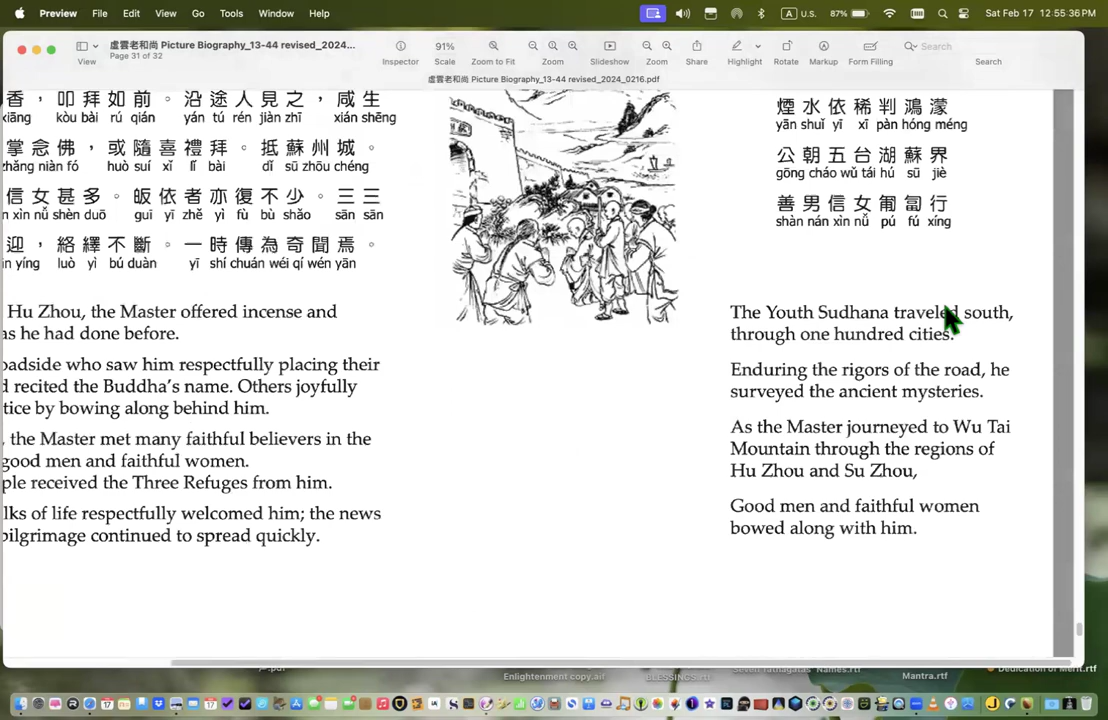 Preview File Edit View Go Tools Window Help
A U.S. 87% Sat Feb 17 12:55:36 PM
虛雲老和尚 Picture Biography_13-44 revised_2024...
Page 31 of 32
View Inspector 91% Scale Zoom to Fit Zoom Slideshow Zoom Share Highlight Rotate Markup Form Filling Search Search
虛雲老和尚 Picture Biography_13-44 revised_2024_0216.pdf
香，叩拜如前。沿途人見之，咸生
xiāng kòu bài rú qián yán tú rén jiàn zhī xián shēng
掌念佛，或隨喜禮拜。抵蘇州城。
zhǎng niàn fó huò suí xǐ lǐ bài dǐ sū zhōu chéng
信女甚多。皈依者亦復不少。三三
xìn nǚ shèn duō guī yī zhě yì fù bù shǎo sān sān
迎，絡繹不斷。一時傳為奇聞焉。
yíng luò yì bú duàn yī shí chuán wéi qí wén yān
Hu Zhou, the Master offered incense and
as he had done before.
oadside who saw him respectfully placing their
d recited the Buddha's name. Others joyfully
tice by bowing along behind him.
, the Master met many faithful believers in the
good men and faithful women.
ple received the Three Refuges from him.
lks of life respectfully welcomed him; the news
pilgrimage continued to spread quickly.
煙水依稀判鴻濛
yān shuǐ yī xī pàn hóng méng
公朝五台湖蘇界
gōng cháo wǔ tái hú sū jiè
善男信女匍匐行
shàn nán xìn nǚ pú fú xíng
The Youth Sudhana traveled south,
through one hundred cities.
Enduring the rigors of the road, he
surveyed the ancient mysteries.
As the Master journeyed to Wu Tai
Mountain through the regions of
Hu Zhou and Su Zhou,
Good men and faithful women
bowed along with him.
Enlightenment copy.aif
BLESSINGS.rtf
Names.rtf
Mantra.rtf
Dedication of Merit.rtf